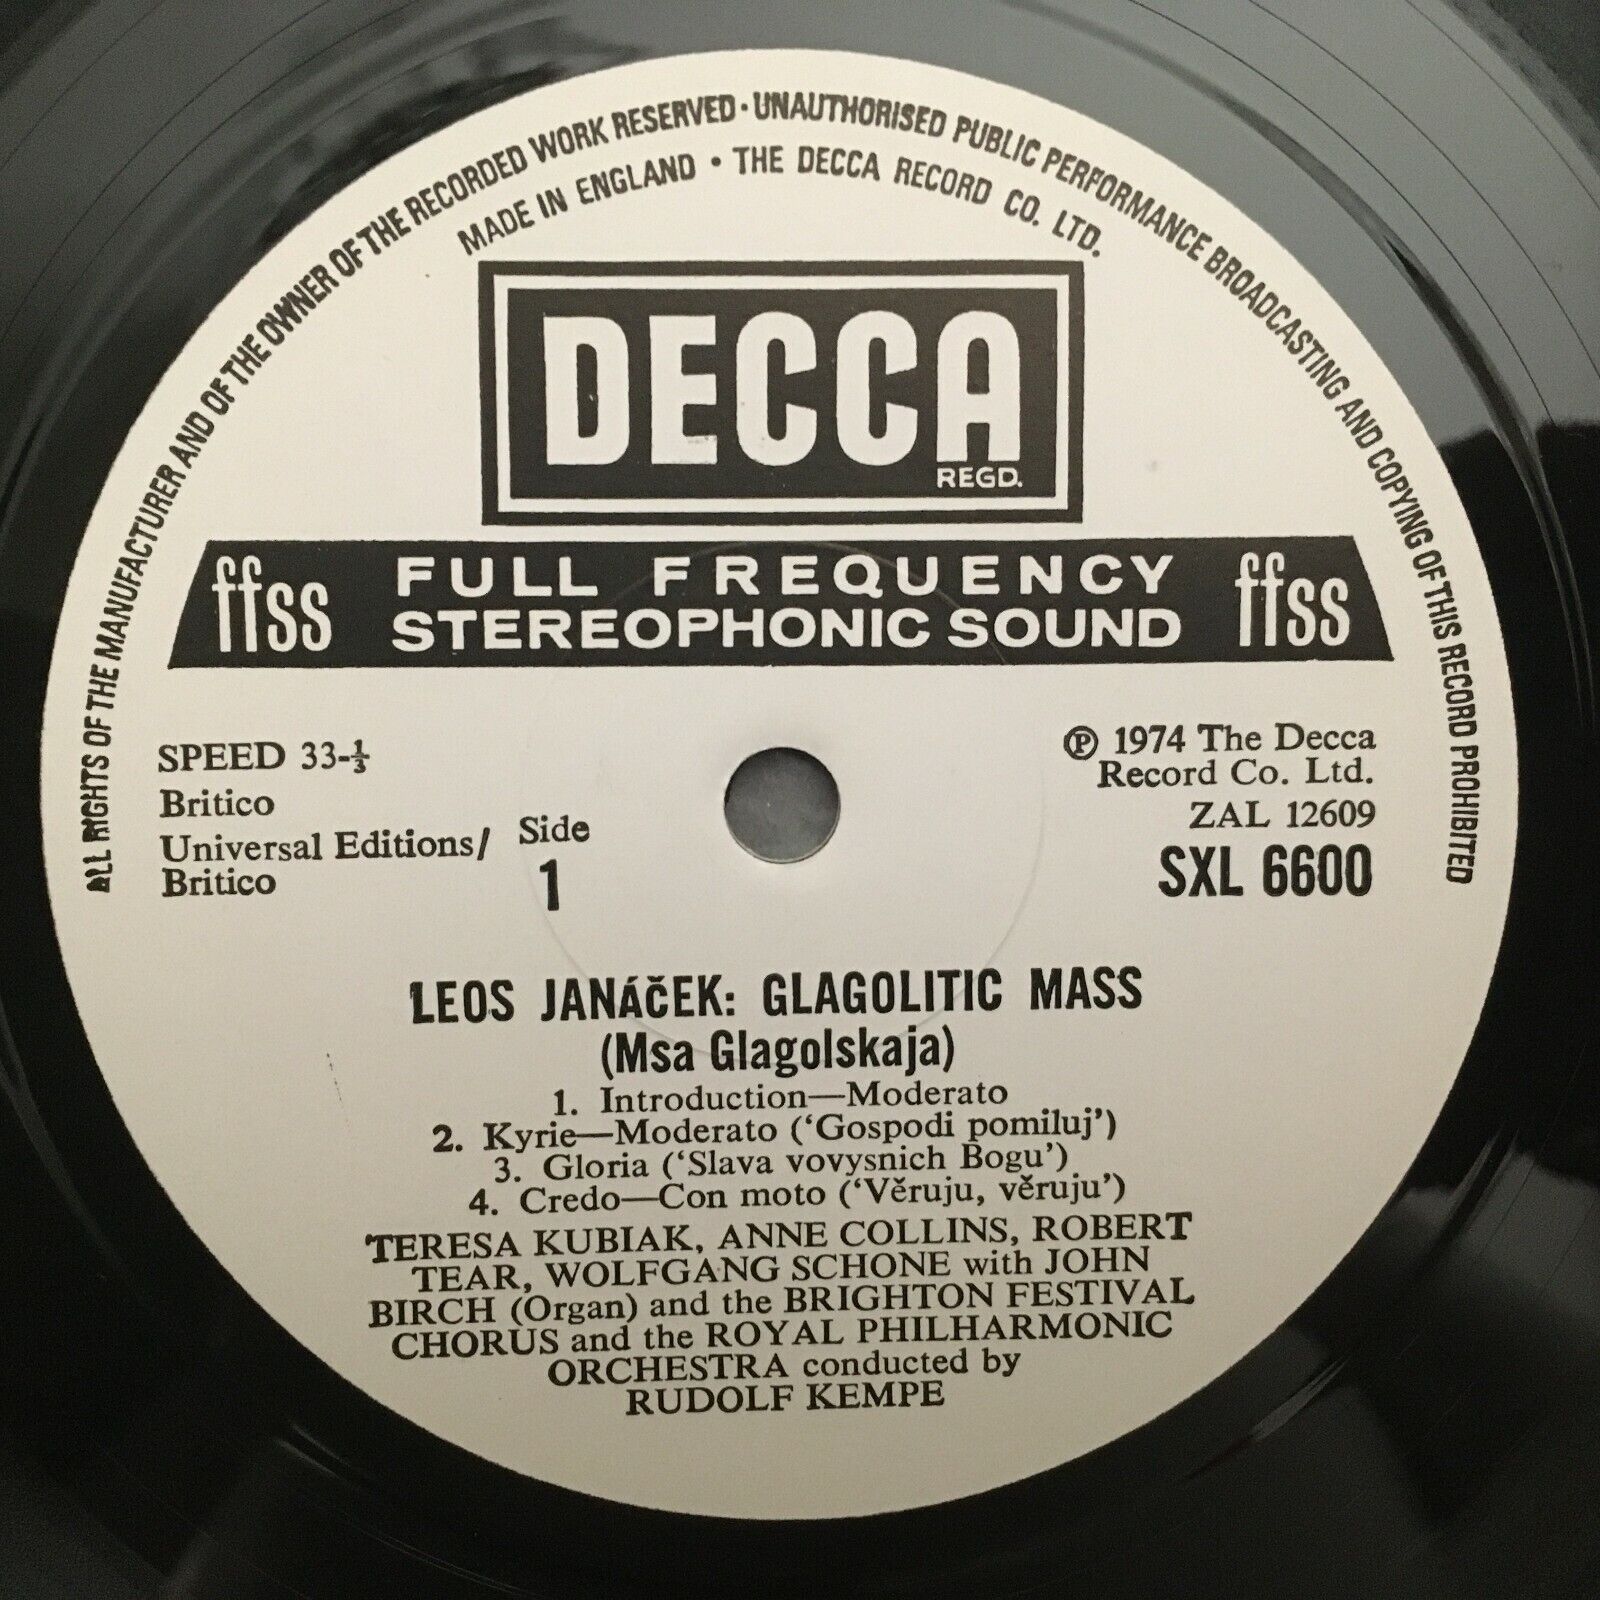 ALL RIGHTS OF THE MANUFACTURER AND OF THE OWNER OF THE RECORDED WORK RESERVED · UNAUTHORISED PUBLIC PERFORMANCE BROADCASTING AND COPYING OF THIS RECORD PROHIBITED
MADE IN ENGLAND • THE DECCA RECORD CO. LTD.
DECCA
REGD.
ffss FULL FREQUENCY ffss
STEREOPHONIC SOUND
SPEED 33-⅓
Britico
Universal Editions/
Britico
Side
1
℗ 1974 The Decca
Record Co. Ltd.
ZAL 12609
SXL 6600
LEOS JANÁČEK: GLAGOLITIC MASS
(Msa Glagolskaja)
1. Introduction—Moderato
2. Kyrie—Moderato (‘Gospodi pomiluj’)
3. Gloria (‘Slava vovysnich Bogu’)
4. Credo—Con moto (‘Věruju, věruju’)
TERESA KUBIAK, ANNE COLLINS, ROBERT
TEAR, WOLFGANG SCHONE with JOHN
BIRCH (Organ) and the BRIGHTON FESTIVAL
CHORUS and the ROYAL PHILHARMONIC
ORCHESTRA conducted by
RUDOLF KEMPE